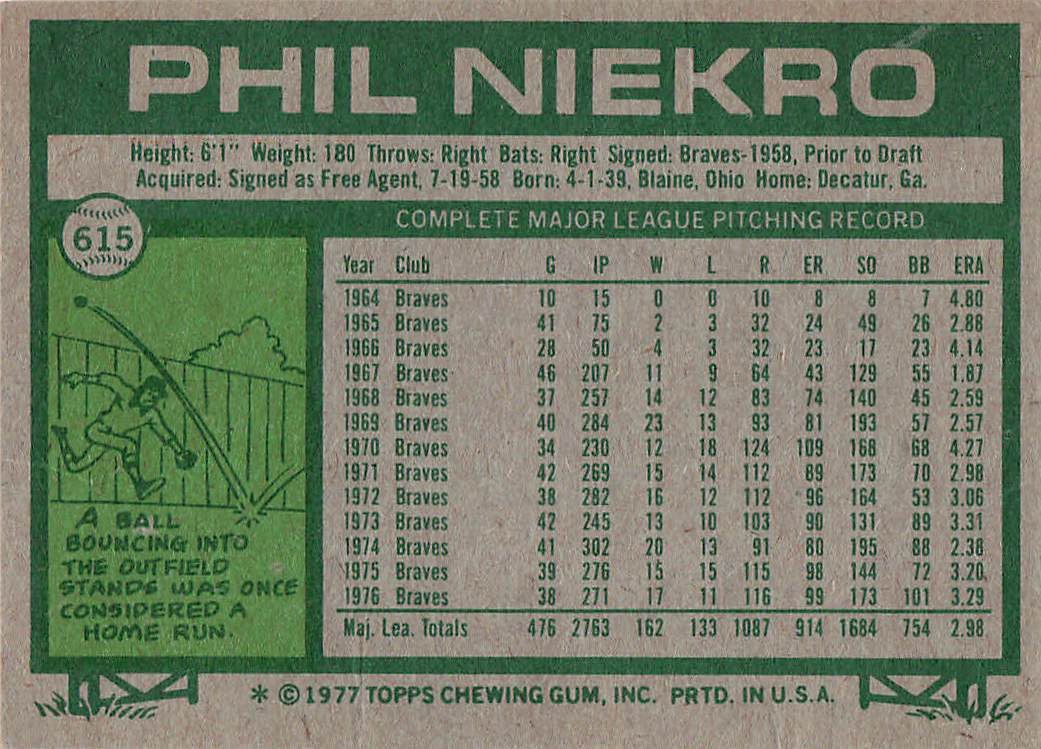 PHIL NIEKRO
Height: 6'1" Weight: 180 Throws: Right Bats: Right Signed: Braves-1958, Prior to Draft
Acquired: Signed as Free Agent, 7-19-58 Born: 4-1-39, Blaine, Ohio Home: Decatur, Ga.
615
COMPLETE MAJOR LEAGUE PITCHING RECORD
Year Club G IP W L R ER SO BB ERA
1964 Braves 10 15 0 0 10 8 8 7 4.80
1965 Braves 41 75 2 3 32 24 49 26 2.88
1966 Braves 28 50 4 3 32 23 17 23 4.14
1967 Braves 46 207 11 9 64 43 129 55 1.87
1968 Braves 37 257 14 12 83 74 140 45 2.59
1969 Braves 40 284 23 13 93 81 193 57 2.57
1970 Braves 34 230 12 18 124 109 168 68 4.27
1971 Braves 42 269 15 14 112 89 173 70 2.98
1972 Braves 38 282 16 12 112 96 164 53 3.06
1973 Braves 42 245 13 10 103 90 131 89 3.31
1974 Braves 41 302 20 13 91 80 195 88 2.38
1975 Braves 39 276 15 15 115 98 144 72 3.20
1976 Braves 38 271 17 11 116 99 173 101 3.29
Maj. Lea. Totals 476 2763 162 133 1087 914 1684 754 2.98
A BALL
BOUNCING INTO
THE OUTFIELD
STANDS WAS ONCE
CONSIDERED A
HOME RUN.
* © 1977 TOPPS CHEWING GUM, INC. PRTD. IN U.S.A.